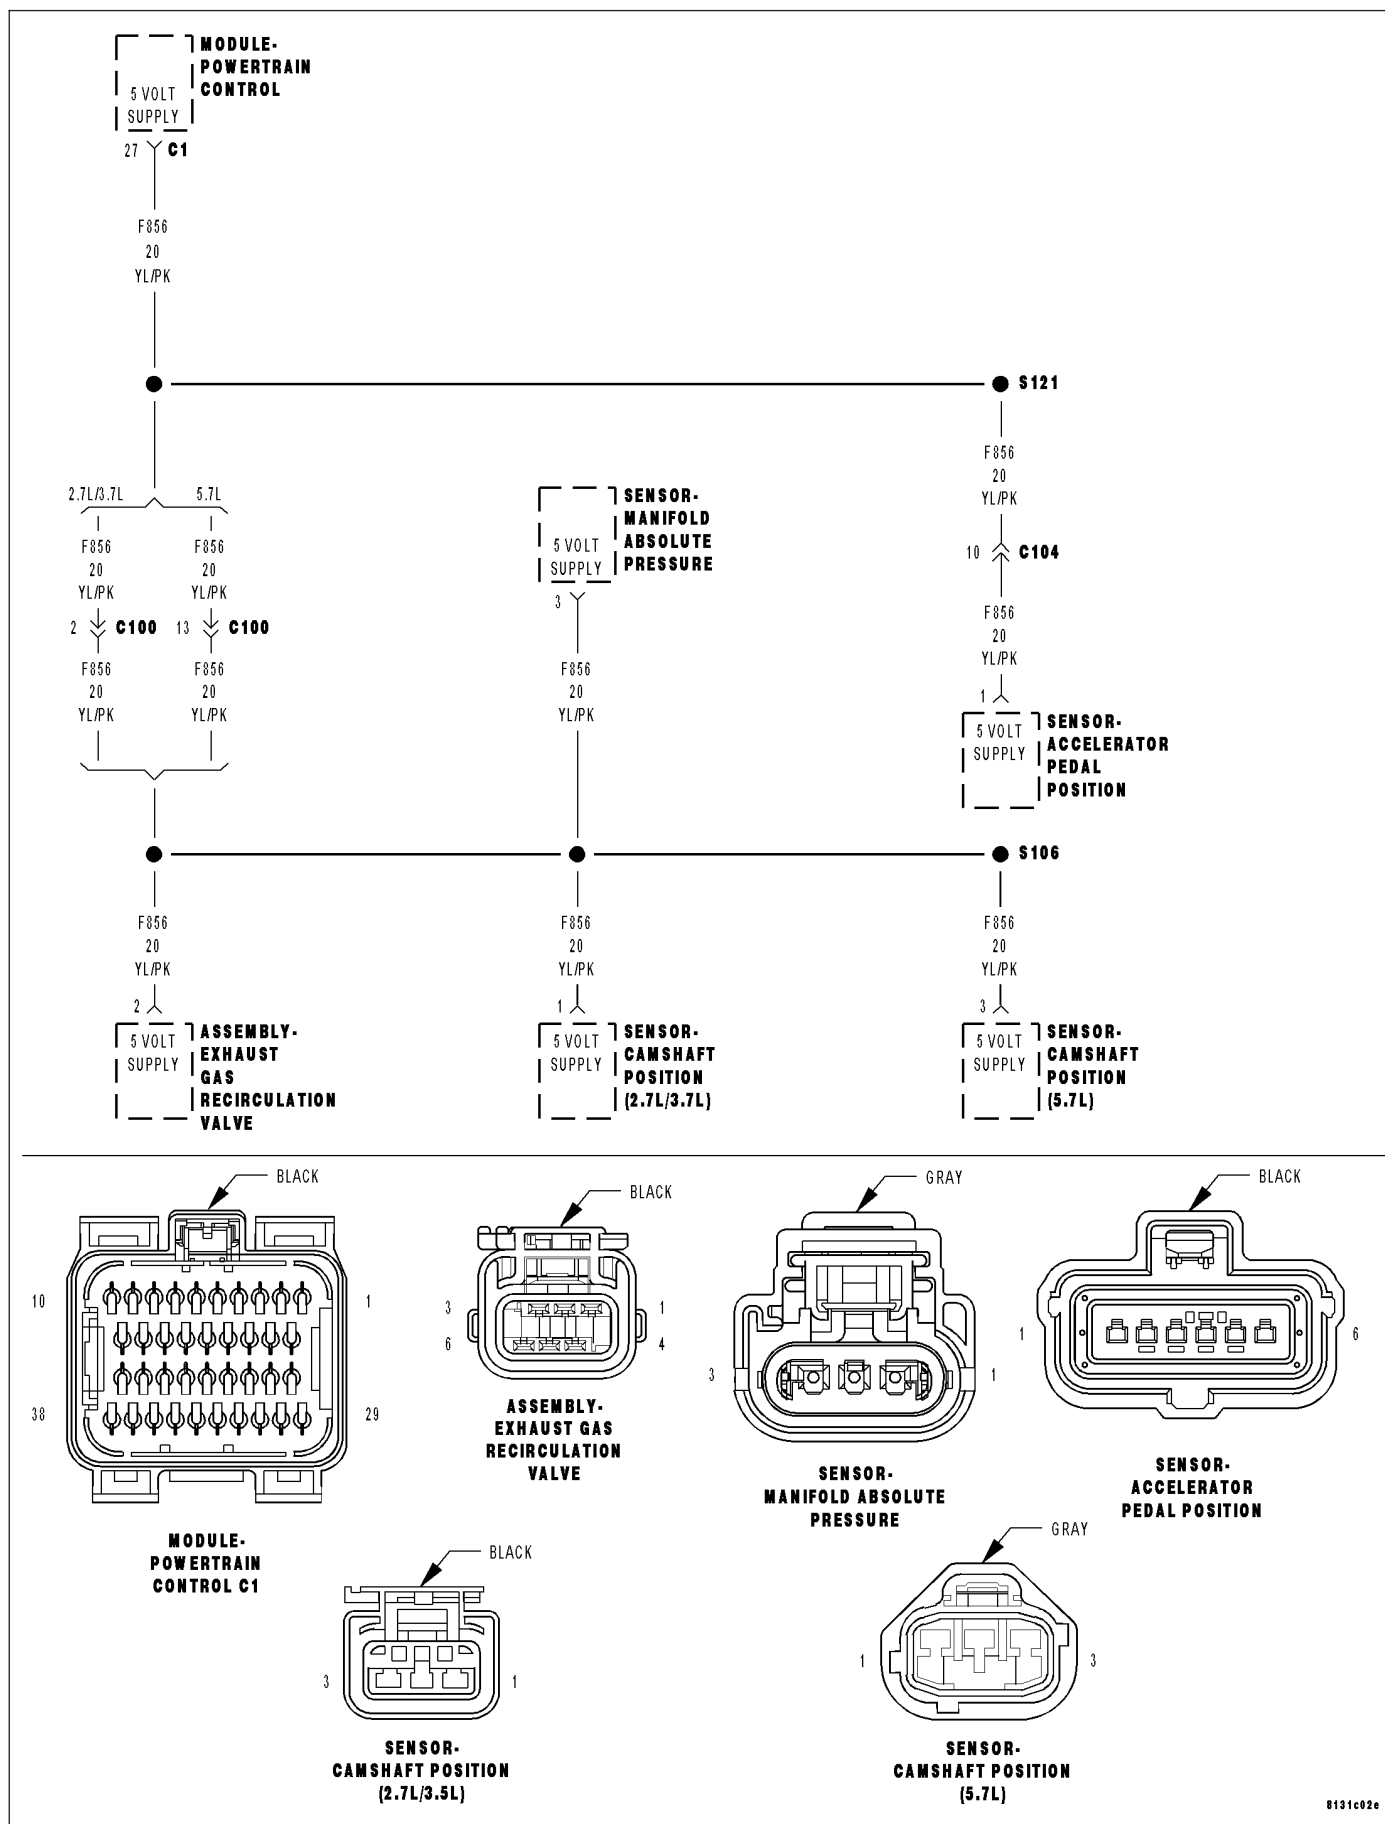 MODULE-
POWERTRAIN
CONTROL
5 VOLT
SUPPLY
27 C1
F856
20
YL/PK
S121
2.7L/3.7L 5.7L
F856
20
YL/PK
2 C100
F856
20
YL/PK
F856
20
YL/PK
13 C100
F856
20
YL/PK
SENSOR-
MANIFOLD
ABSOLUTE
PRESSURE
5 VOLT
SUPPLY
3
F856
20
YL/PK
F856
20
YL/PK
10 C104
F856
20
YL/PK
1
5 VOLT
SUPPLY
SENSOR-
ACCELERATOR
PEDAL
POSITION
S106
F856
20
YL/PK
2
5 VOLT
SUPPLY
ASSEMBLY-
EXHAUST
GAS
RECIRCULATION
VALVE
F856
20
YL/PK
1
5 VOLT
SUPPLY
SENSOR-
CAMSHAFT
POSITION
(2.7L/3.7L)
F856
20
YL/PK
3
5 VOLT
SUPPLY
SENSOR-
CAMSHAFT
POSITION
(5.7L)
BLACK
10 1
38 29
MODULE-
POWERTRAIN
CONTROL C1
BLACK
3 1
6 4
ASSEMBLY-
EXHAUST GAS
RECIRCULATION
VALVE
GRAY
3 1
SENSOR-
MANIFOLD ABSOLUTE
PRESSURE
BLACK
1 6
SENSOR-
ACCELERATOR
PEDAL POSITION
BLACK
3 1
SENSOR-
CAMSHAFT POSITION
(2.7L/3.5L)
GRAY
1 3
SENSOR-
CAMSHAFT POSITION
(5.7L)
8131c02e